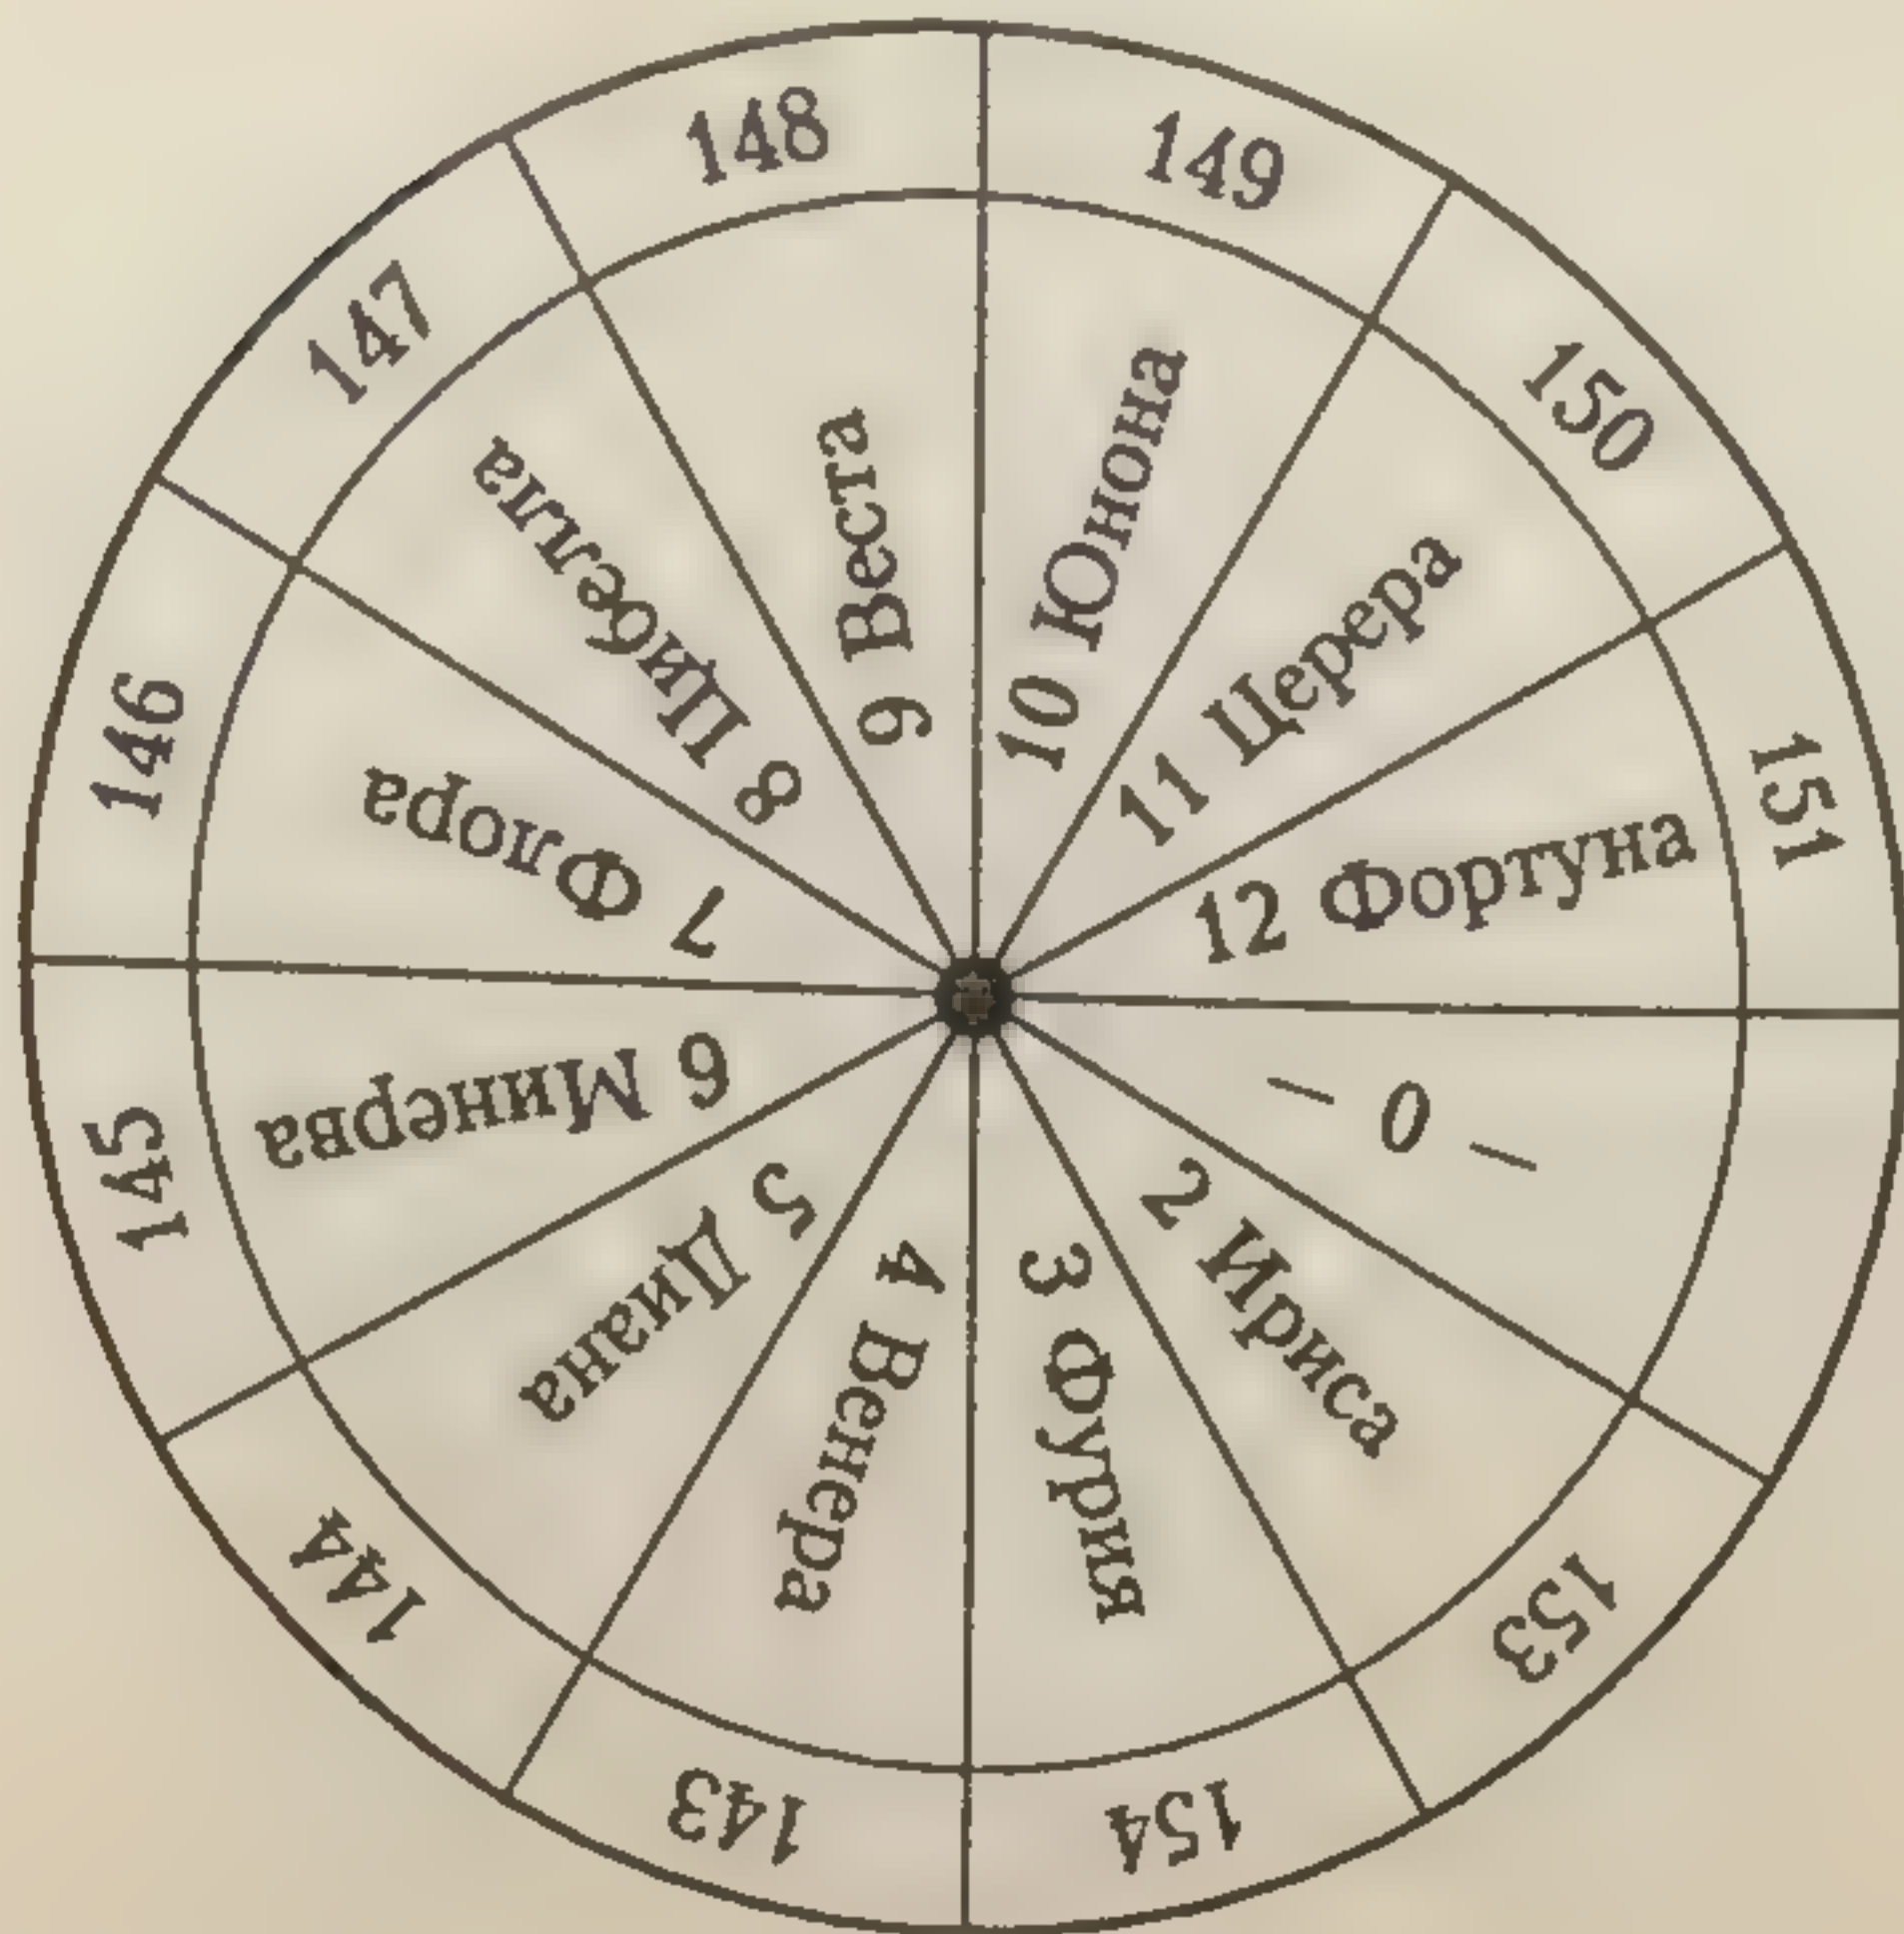 143
144
145
146
147
148
149
150
151
153
154
– 0 –
2 Ириса
3 Фурия
4 Венера
5 Диана
6 Минерва
7 Флора
8 Цибелла
9 Веста
10 Юнона
11 Церера
12 Фортуна